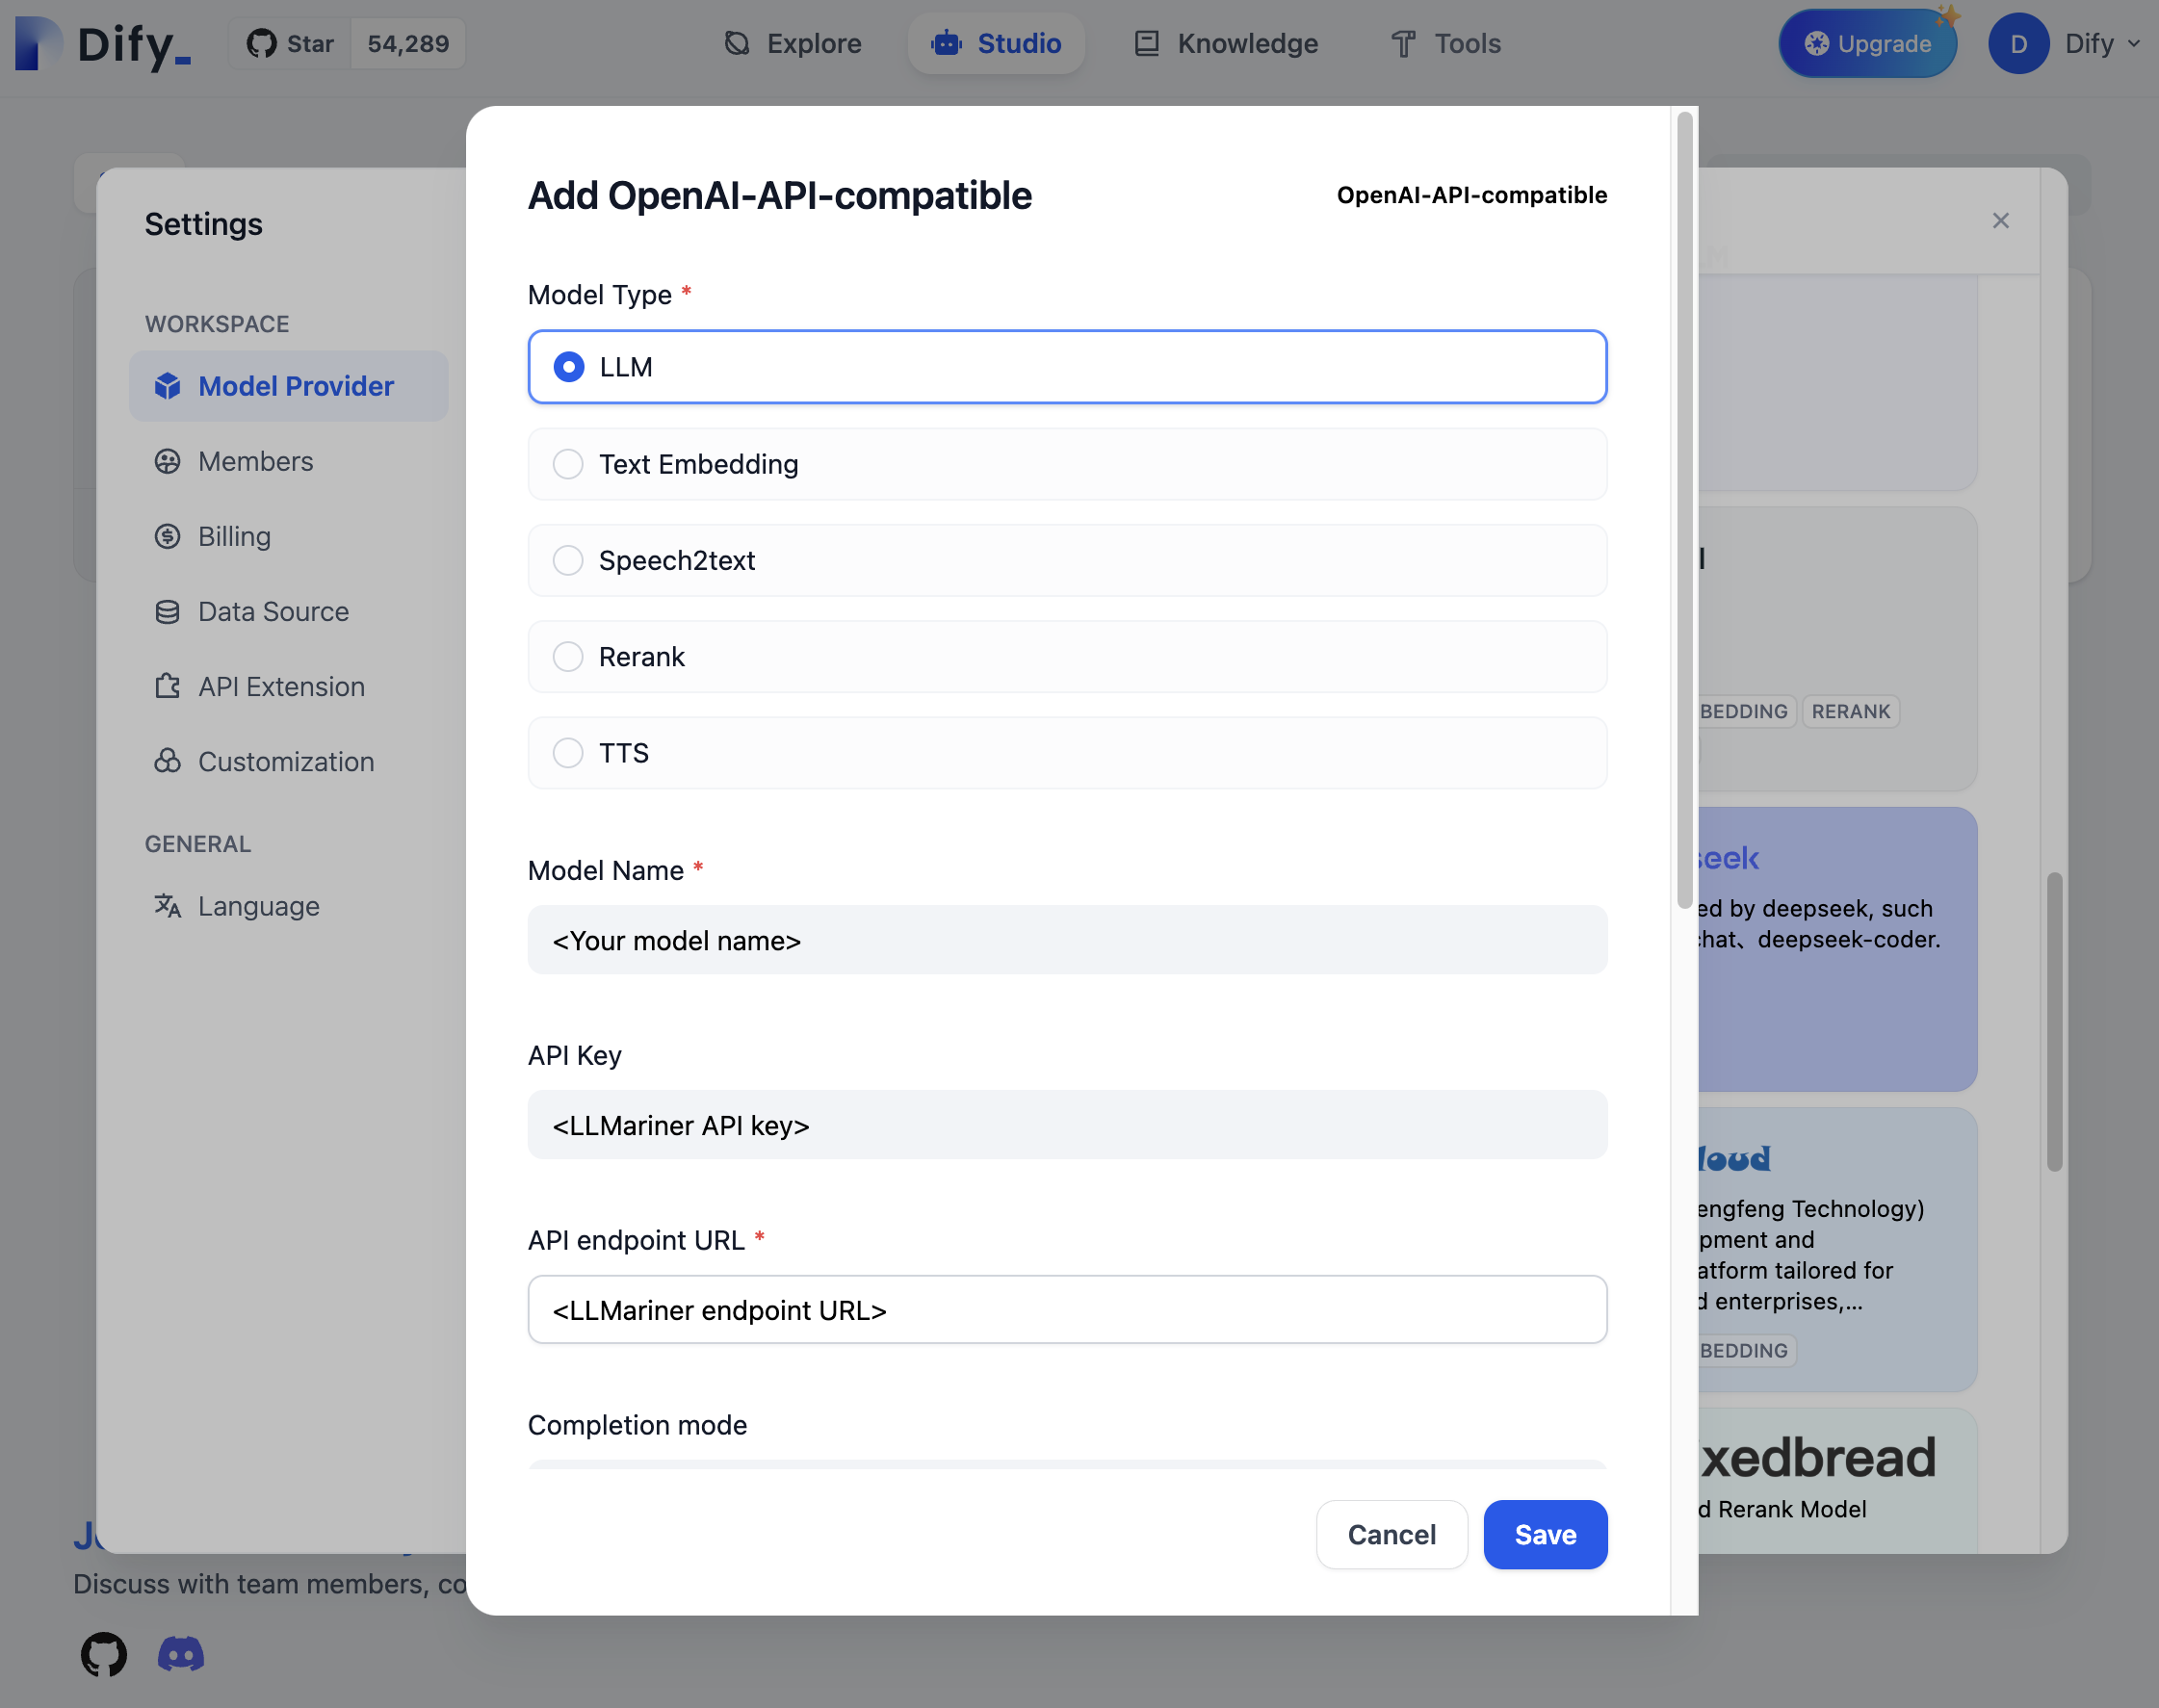 Dify_
Star 54,289
Explore
Studio
Knowledge
Tools
Upgrade
D
Dify
Settings
WORKSPACE
Model Provider
Members
Billing
Data Source
API Extension
Customization
GENERAL
Language
Add OpenAI-API-compatible
OpenAI-API-compatible
Model Type *
LLM
Text Embedding
Speech2text
Rerank
TTS
Model Name *
<Your model name>
API Key
<LLMariner API key>
API endpoint URL *
<LLMariner endpoint URL>
Completion mode
Cancel
Save
BEDDING
RERANK
seek
ed by deepseek, such
chat、deepseek-coder.
loud
engfeng Technology)
pment and
atform tailored for
d enterprises,...
BEDDING
xedbread
d Rerank Model
Discuss with team members, co